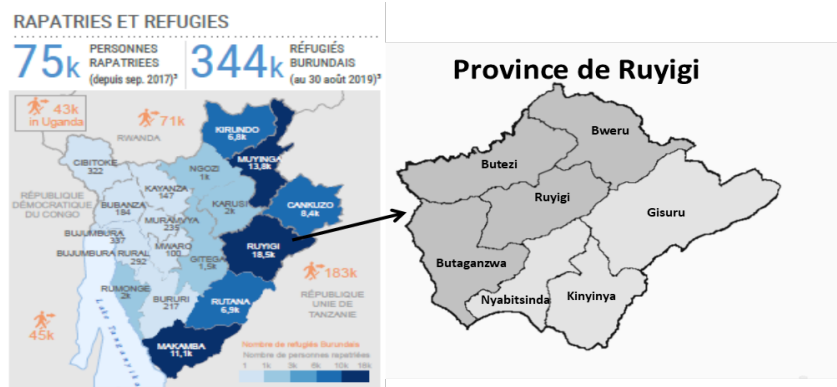 RAPATRIES ET REFUGIES
75k PERSONNES RAPATRIEES (depuis sep. 2017)³
344k RÉFUGIÉS BURUNDAIS (au 30 août 2019)³
43k
in Uganda
71k
RWANDA
KIRUNDO
6,8k
MUYINGA
13,8k
CIBITOKE
322
NGOZI
1k
KAYANZA
147
RÉPUBLIQUE
DÉMOCRATIQUE
DU CONGO
BUBANZA
184
KARUSI
2k
CANKUZO
8,4k
MURAMVYA
235
BUJUMBURA
337
MWARO
100
RUYIGI
18,5k
BUJUMBURA RURAL
292
GITEGA
1,5k
183k
RÉPUBLIQUE
UNIE DE
TANZANIE
RUMONGE
2k
BURURI
217
RUTANA
6,9k
Lake Tanganyika
45k
MAKAMBA
11,1k
Nombre de refugiés Burundais
Nombre de personnes rapatriées
1 1k 3k 6k 10k 18k
Province de Ruyigi
Bweru
Butezi
Ruyigi
Gisuru
Butaganzwa
Nyabitsinda
Kinyinya